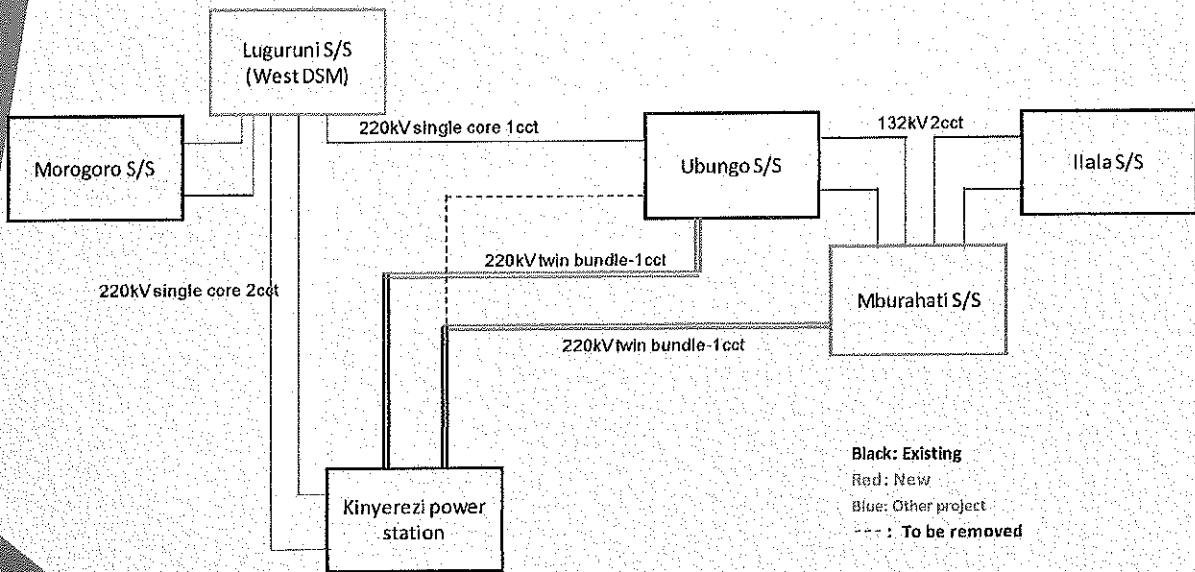 Luguruni S/S
(West DSM)
Morogoro S/S
220kV single core 1cct
Ubungo S/S
132kV 2cct
Ilala S/S
220kV twin bundle-1cct
220kV single core 2cct
Mburahati S/S
220kV twin bundle-1cct
Kinyerezi power
station
Black: Existing
Red: New
Blue: Other project
---- : To be removed